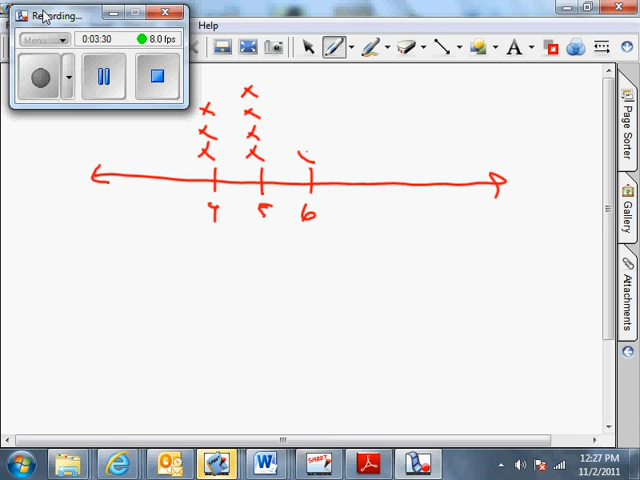 Recording...
Help
Menu
0:03:30
8.0 fps
x
x x
x x
x x
4 5 6
Page Sorter
Gallery
Attachments
12:27 PM
11/2/2011